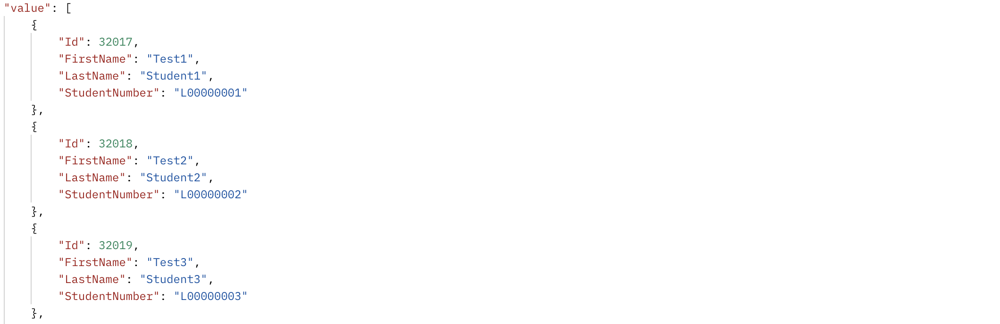 "value": [
    {
        "Id": 32017,
        "FirstName": "Test1",
        "LastName": "Student1",
        "StudentNumber": "L00000001"
    },
    {
        "Id": 32018,
        "FirstName": "Test2",
        "LastName": "Student2",
        "StudentNumber": "L00000002"
    },
    {
        "Id": 32019,
        "FirstName": "Test3",
        "LastName": "Student3",
        "StudentNumber": "L00000003"
    },